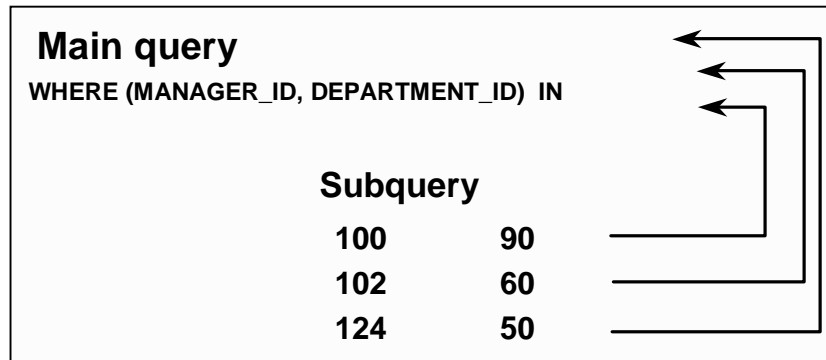 Main query
WHERE (MANAGER_ID, DEPARTMENT_ID) IN
Subquery
100 90
102 60
124 50